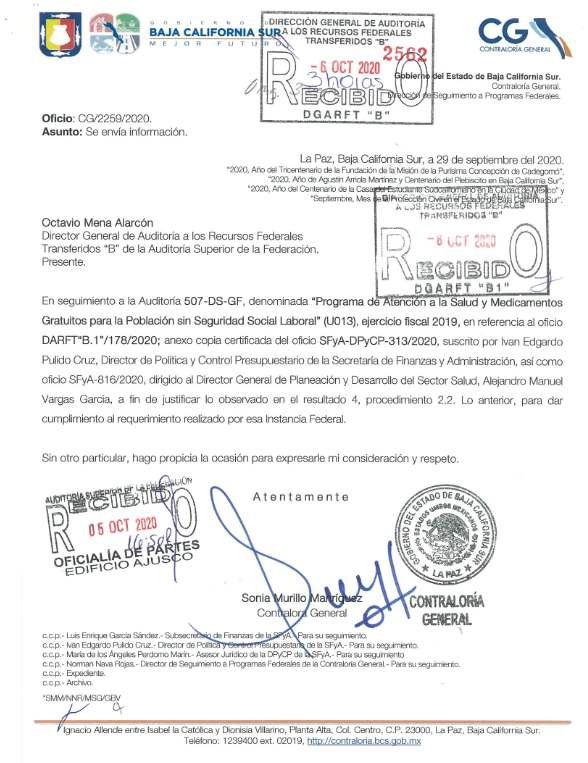 GOBIERNO
BAJA CALIFORNIA SUR
MEJOR FUTURO
DIRECCIÓN GENERAL DE AUDITORÍA
A LOS RECURSOS FEDERALES
TRANSFERIDOS "B"
2562
- 6 OCT 2020
3 hojas
RECIBIDO
DGARFT "B"
CG
CONTRALORÍA GENERAL
Gobierno del Estado de Baja California Sur.
Contraloría General.
Dirección de Seguimiento a Programas Federales.
Oficio: CG/2259/2020.
Asunto: Se envía información.
La Paz, Baja California Sur, a 29 de septiembre del 2020.
"2020, Año del Tricentenario de la Fundación de la Misión de la Purísima Concepción de Cadegomó".
"2020, Año de Agustín Arriola Martínez y Centenario del Plebiscito en Baja California Sur".
"2020, Año del Centenario de la Casa del Estudiante Sudcaliforniano en la Ciudad de México" y
"Septiembre, Mes de la Protección Civil en el Estado de Baja California Sur".
A LOS RECURSOS FEDERALES
TRANSFERIDOS "B"
- 6 OCT 2020
RECIBIDO
DGARFT "B1"
Octavio Mena Alarcón
Director General de Auditoría a los Recursos Federales
Transferidos "B" de la Auditoría Superior de la Federación.
Presente.
En seguimiento a la Auditoría 507-DS-GF, denominada "Programa de Atención a la Salud y Medicamentos
Gratuitos para la Población sin Seguridad Social Laboral" (U013), ejercicio fiscal 2019, en referencia al oficio
DARFT"B.1"/178/2020; anexo copia certificada del oficio SFyA-DPyCP-313/2020, suscrito por Ivan Edgardo
Pulido Cruz, Director de Política y Control Presupuestario de la Secretaría de Finanzas y Administración, así como
oficio SFyA-816/2020, dirigido al Director General de Planeación y Desarrollo del Sector Salud, Alejandro Manuel
Vargas García, a fin de justificar lo observado en el resultado 4, procedimiento 2.2. Lo anterior, para dar
cumplimiento al requerimiento realizado por esa Instancia Federal.
Sin otro particular, hago propicia la ocasión para expresarle mi consideración y respeto.
AUDITORÍA SUPERIOR DE LA FEDERACIÓN
RECIBIDO
05 OCT 2020
OFICIALÍA DE PARTES
EDIFICIO AJUSCO
Atentamente
GOBIERNO DEL ESTADO DE BAJA CALIFORNIA SUR
ESTADOS UNIDOS MEXICANOS
LA PAZ
CONTRALORÍA
GENERAL
Sonia Murillo Manríquez
Contralora General
c.c.p.- Luis Enrique García Sández.- Subsecretario de Finanzas de la SFyA.- Para su seguimiento.
c.c.p.- Ivan Edgardo Pulido Cruz.- Director de Política y Control Presupuestario de la SFyA.- Para su seguimiento.
c.c.p.- María de los Ángeles Perdomo Marín.- Asesor Jurídico de la DPyCP de la SFyA.- Para su seguimiento
c.c.p.- Norman Nava Rojas.- Director de Seguimiento a Programas Federales de la Contraloría General.- Para su seguimiento.
c.c.p.- Expediente.
c.c.p.- Archivo.
*SMM/NNR/MSG/GBV
Ignacio Allende entre Isabel la Católica y Dionisia Villarino, Planta Alta, Col. Centro, C.P. 23000, La Paz, Baja California Sur.
Teléfono: 1239400 ext. 02019, http://contraloria.bcs.gob.mx